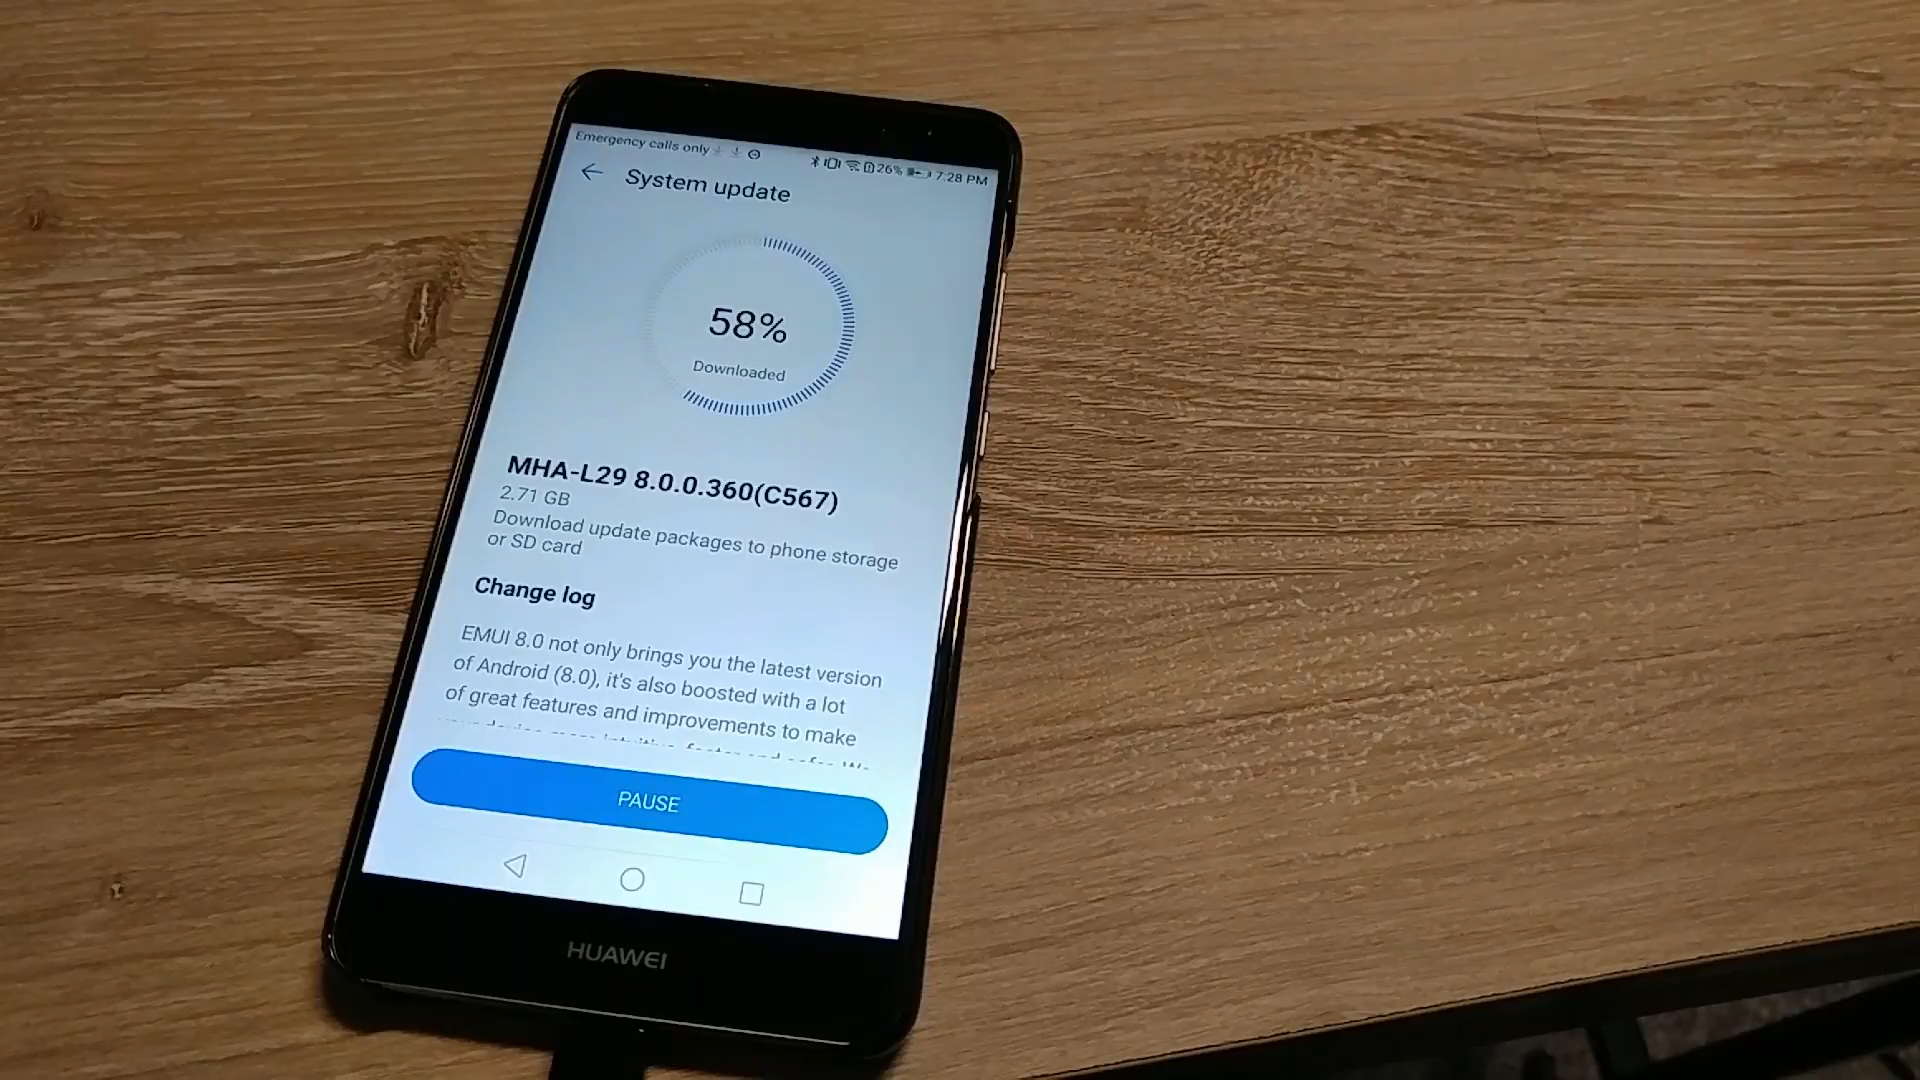 Emergency calls only 26% 7:28 PM
System update
58%
Downloaded
MHA-L29 8.0.0.360(C567)
2.71 GB
Download update packages to phone storage
or SD card
Change log
EMUI 8.0 not only brings you the latest version
of Android (8.0), it's also boosted with a lot
of great features and improvements to make
PAUSE
HUAWEI